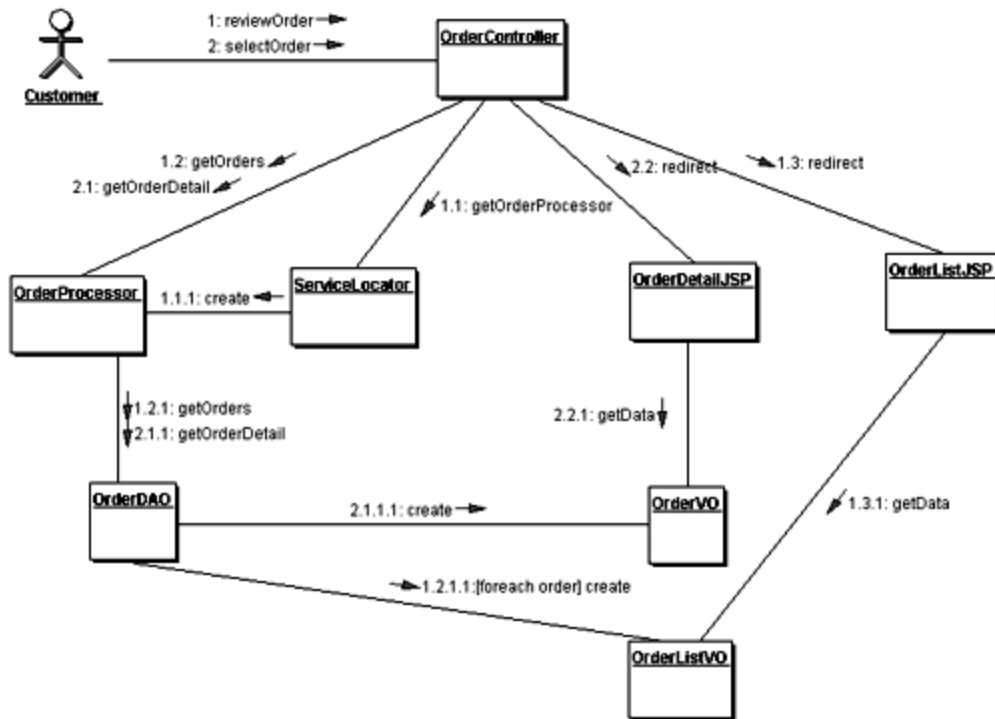 1: reviewOrder
2: selectOrder
OrderController
Customer
1.2: getOrders
2.1: getOrderDetail
2.2: redirect
1.3: redirect
1.1: getOrderProcessor
OrderProcessor
ServiceLocator
OrderDetailJSP
OrderListJSP
1.1.1: create
1.2.1: getOrders
2.1.1: getOrderDetail
2.2.1: getData
OrderDAO
2.1.1.1: create
OrderVO
1.3.1: getData
1.2.1.1:[foreach order] create
OrderListVO